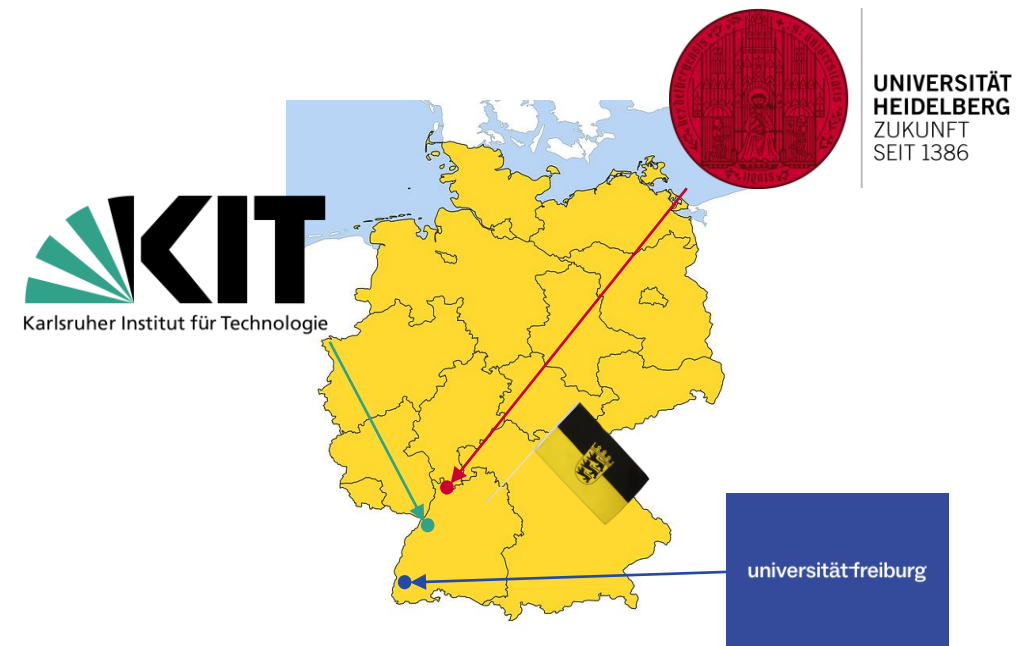 UNIVERSITÄT
HEIDELBERG
ZUKUNFT
SEIT 1386
KIT
Karlsruher Institut für Technologie
universität freiburg